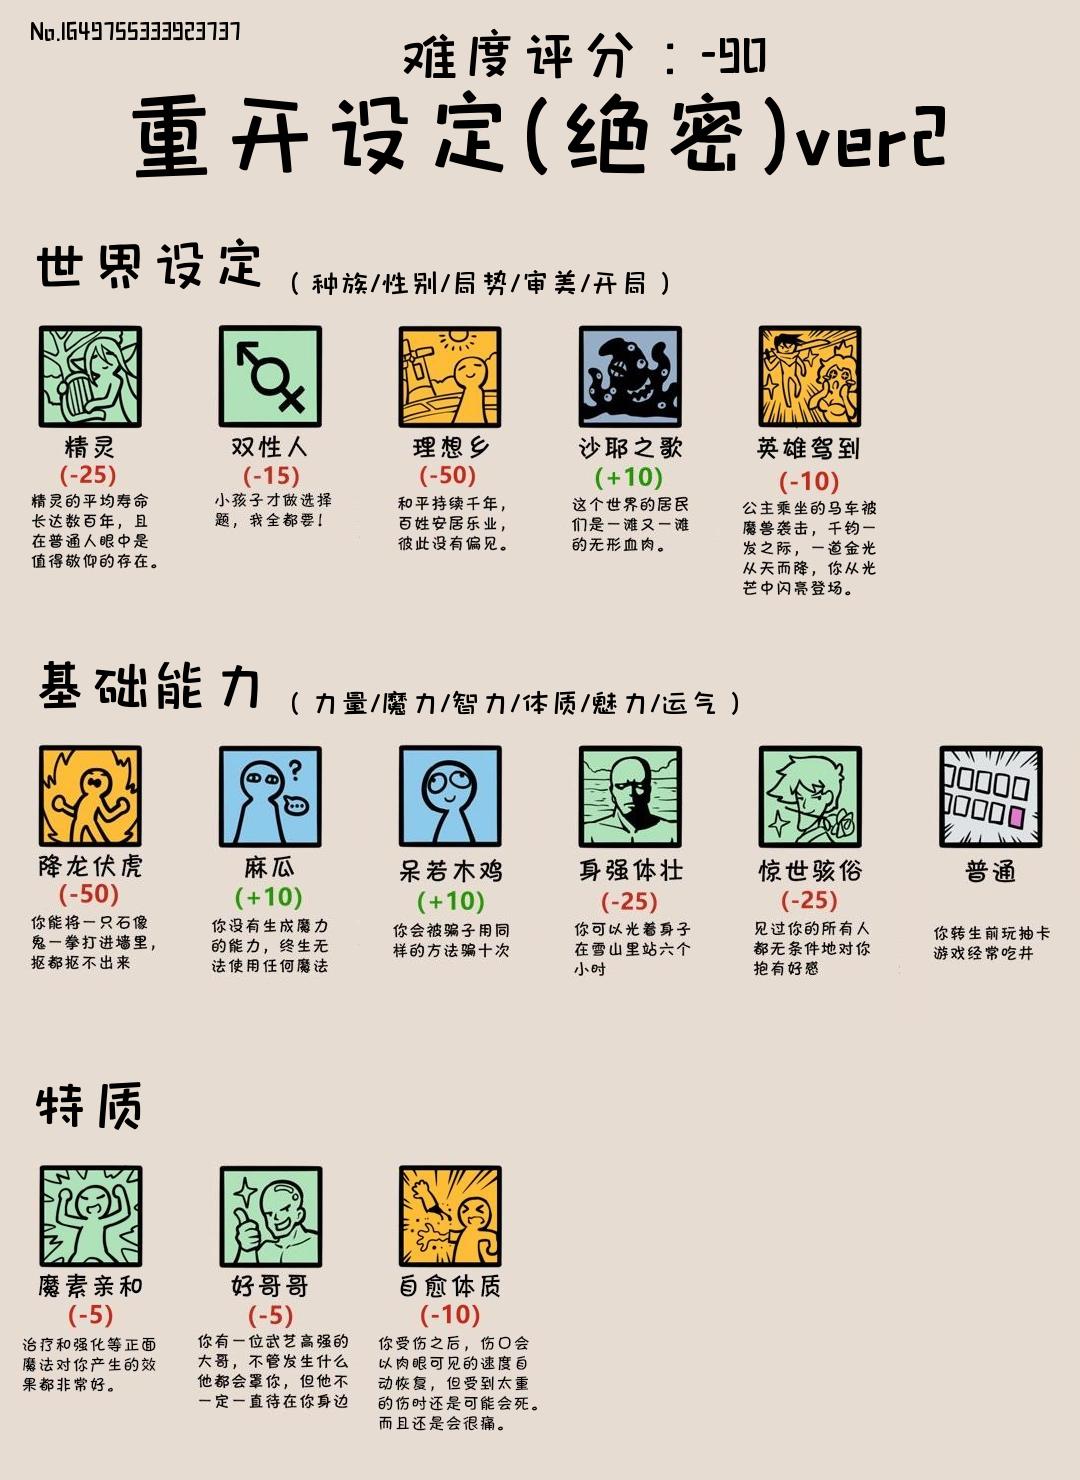 No.1649755333923737
难度评分：-90
重开设定(绝密)ver2
世界设定（种族/性别/局势/审美/开局）
精灵
(-25)
精灵的平均寿命
长达数百年，且
在普通人眼中是
值得敬仰的存在。
双性人
(-15)
小孩子才做选择
题，我全都要！
理想乡
(-50)
和平持续千年，
百姓安居乐业，
彼此没有偏见。
沙耶之歌
(+10)
这个世界的居民
们是一滩又一滩
的无形血肉。
英雄驾到
(-10)
公主乘坐的马车被
魔兽袭击，千钧一
发之际，一道金光
从天而降，你从光
芒中闪亮登场。
基础能力（力量/魔力/智力/体质/魅力/运气）
降龙伏虎
(-50)
你能将一只石像
鬼一拳打进墙里，
抠都抠不出来
麻瓜
(+10)
你没有生成魔力
的能力，终生无
法使用任何魔法
呆若木鸡
(+10)
你会被骗子用同
样的方法骗十次
身强体壮
(-25)
你可以光着身子
在雪山里站六个
小时
惊世骇俗
(-25)
见过你的所有人
都无条件地对你
抱有好感
普通
你转生前玩抽卡
游戏经常吃井
特质
魔素亲和
(-5)
治疗和强化等正面
魔法对你产生的效
果都非常好。
好哥哥
(-5)
你有一位武艺高强的
大哥，不管发生什么
他都会罩你，但他不
一定一直待在你身边
自愈体质
(-10)
你受伤之后，伤口会
以肉眼可见的速度自
动恢复，但受到太重
的伤时还是可能会死。
而且还是会很痛。